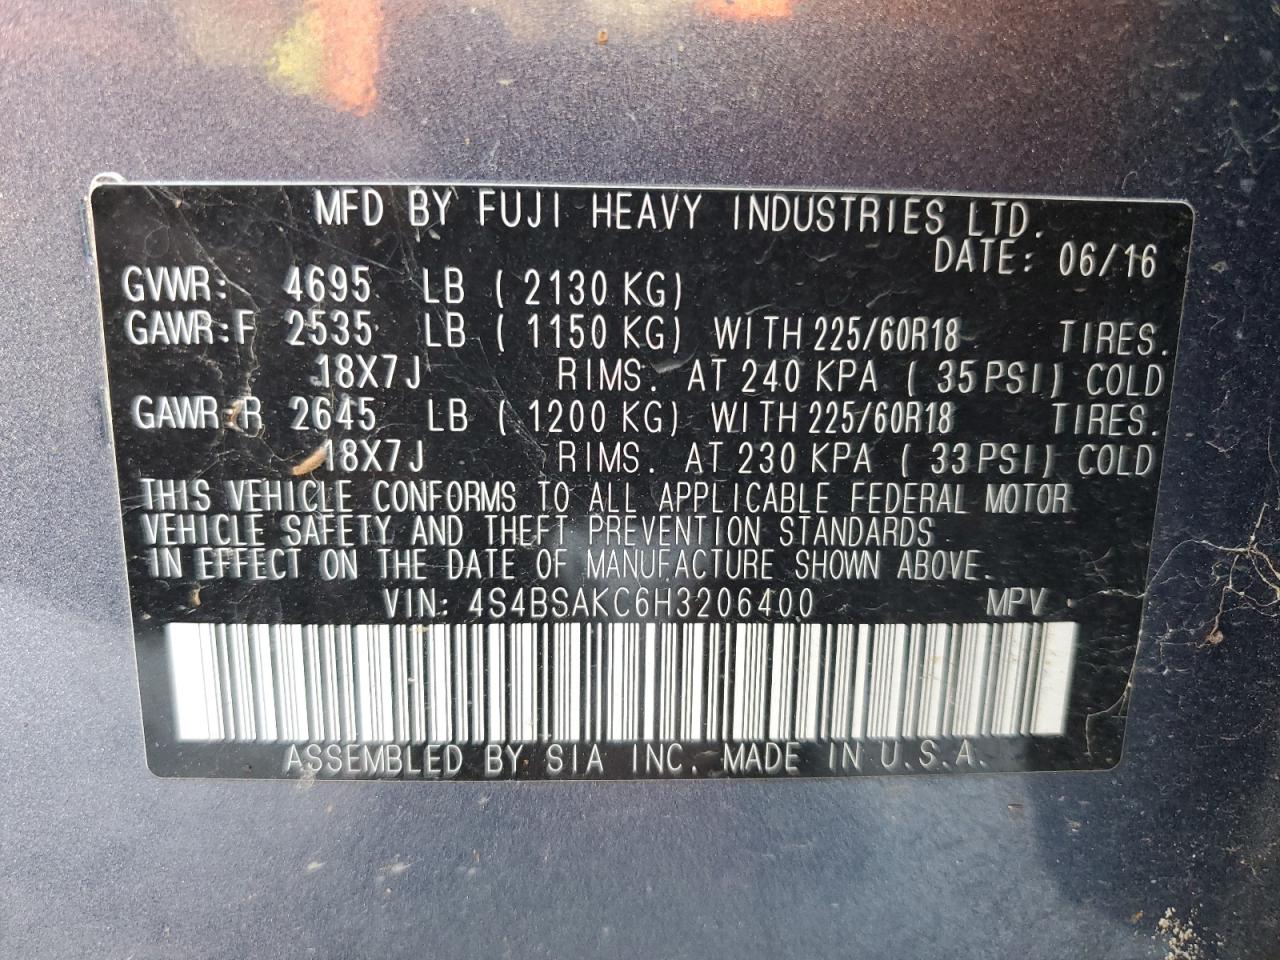 MFD BY FUJI HEAVY INDUSTRIES LTD.
DATE: 06/16
GVWR: 4695 LB ( 2130 KG)
GAWR:F 2535 LB ( 1150 KG) WITH 225/60R18 TIRES.
18X7J RIMS. AT 240 KPA ( 35 PSI) COLD
GAWR:R 2645 LB ( 1200 KG) WITH 225/60R18 TIRES.
18X7J RIMS. AT 230 KPA ( 33 PSI) COLD
THIS VEHICLE CONFORMS TO ALL APPLICABLE FEDERAL MOTOR
VEHICLE SAFETY AND THEFT PREVENTION STANDARDS
IN EFFECT ON THE DATE OF MANUFACTURE SHOWN ABOVE.
VIN: 4S4BSAKC6H3206400 MPV
ASSEMBLED BY SIA INC. MADE IN U.S.A.